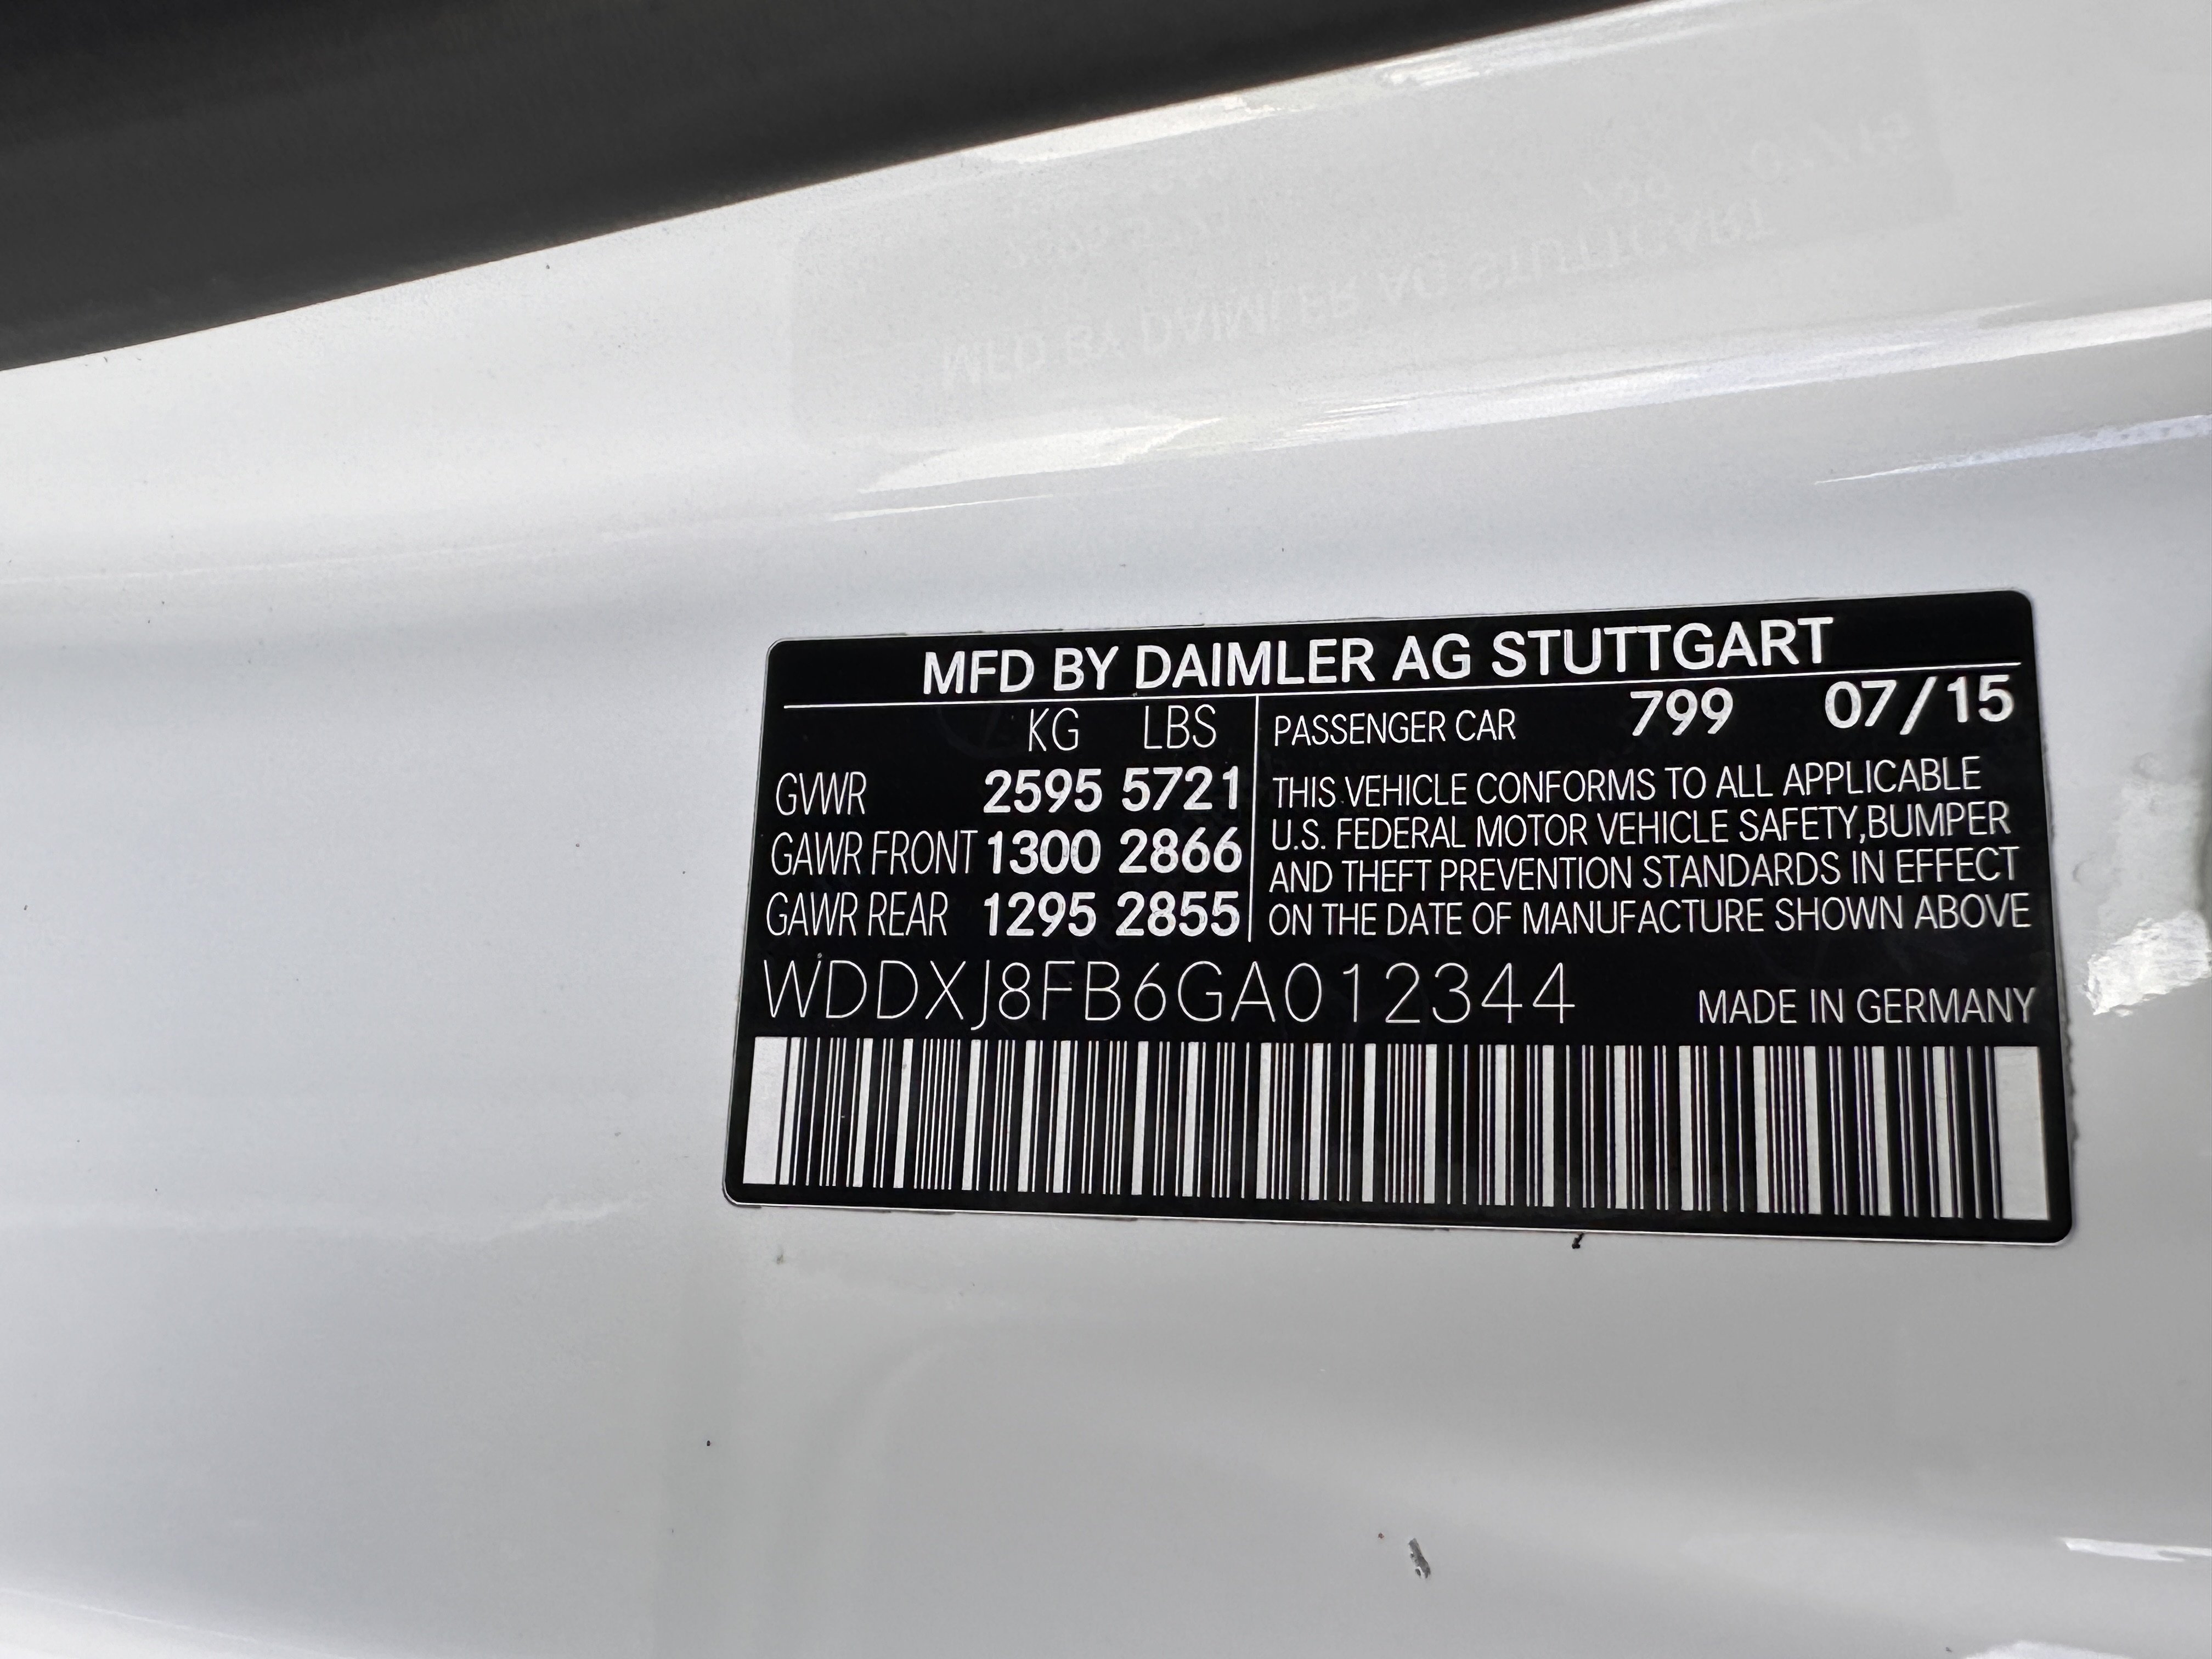 MFD BY DAIMLER AG STUTTGART
KG LBS
GVWR 2595 5721
GAWR FRONT 1300 2866
GAWR REAR 1295 2855
PASSENGER CAR 799 07/15
THIS VEHICLE CONFORMS TO ALL APPLICABLE
U.S. FEDERAL MOTOR VEHICLE SAFETY,BUMPER
AND THEFT PREVENTION STANDARDS IN EFFECT
ON THE DATE OF MANUFACTURE SHOWN ABOVE
WDDXJ8FB6GA012344
MADE IN GERMANY